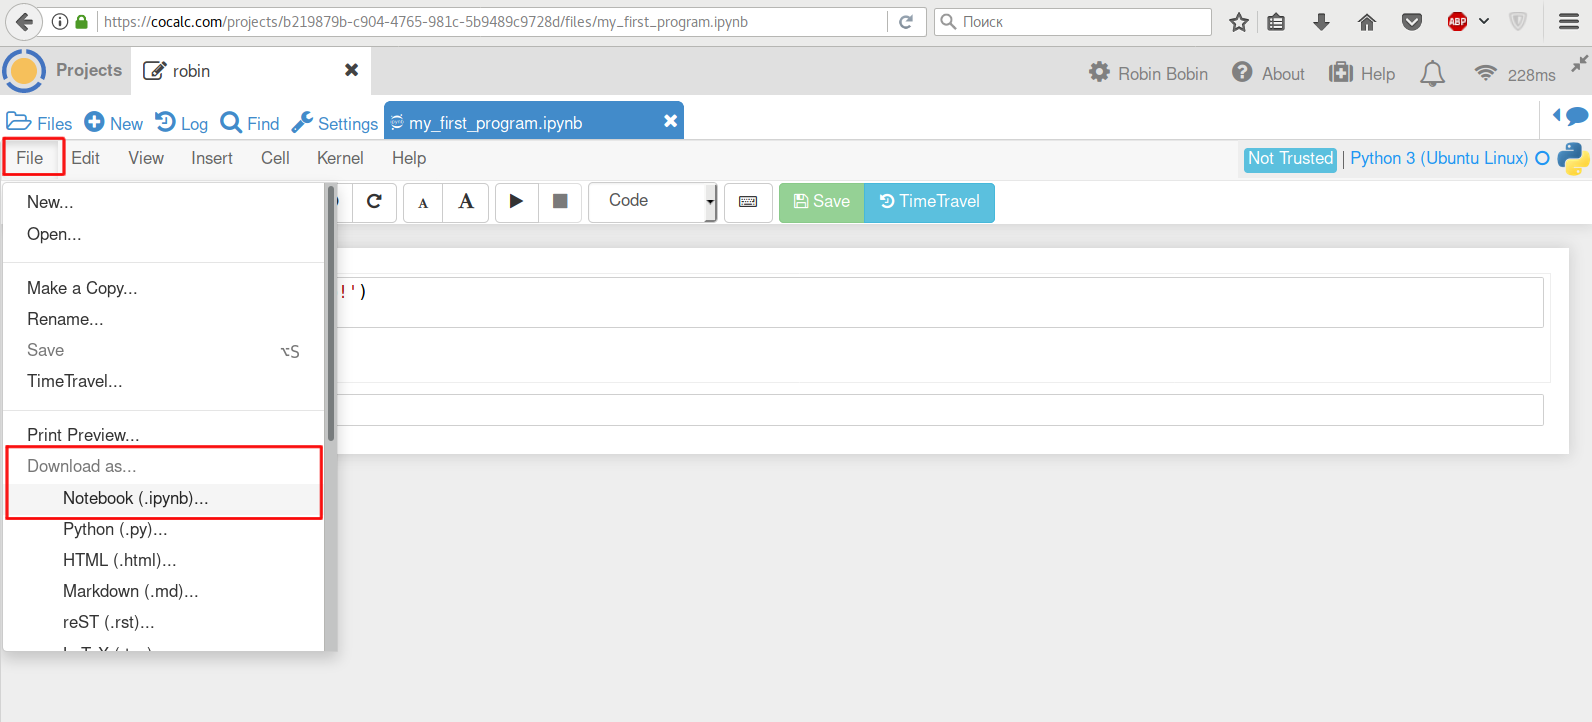 https://cocalc.com/projects/b219879b-c904-4765-981c-5b9489c9728d/files/my_first_program.ipynb
Поиск
ABP
Projects
robin
Robin Bobin
About
Help
228ms
Files
New
Log
Find
Settings
my_first_program.ipynb
File
Edit
View
Insert
Cell
Kernel
Help
Not Trusted
Python 3 (Ubuntu Linux)
A
A
Code
Save
TimeTravel
!')
New...
Open...
Make a Copy...
Rename...
Save
⌥S
TimeTravel...
Print Preview...
Download as...
Notebook (.ipynb)...
Python (.py)...
HTML (.html)...
Markdown (.md)...
reST (.rst)...